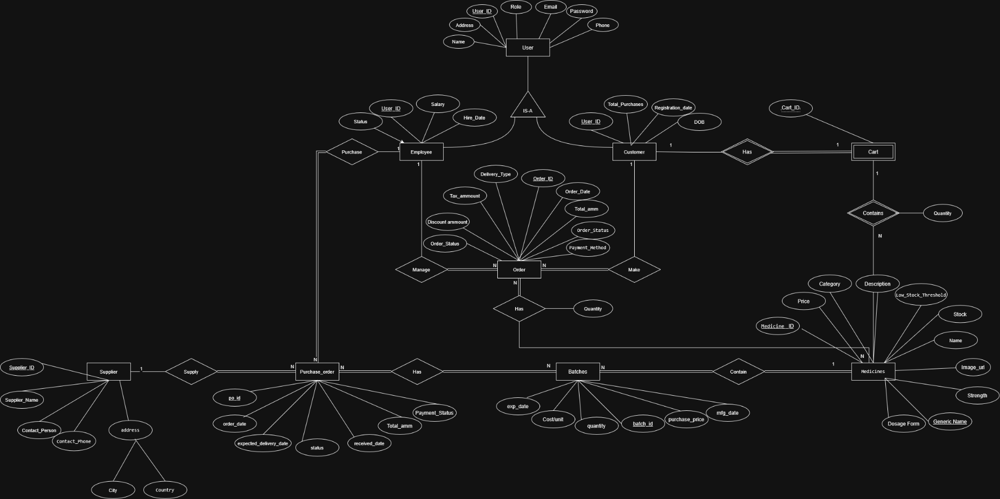 User_ID
Role
Email
Password
Address
Phone
Name
User
IS-A
Status
User_ID
Salary
Hire_Date
User_ID
Total_Purchases
Registration_date
DOB
Cart_ID
Purchase
1
Employee
Customer
1
Has
1
Cart
1
1
1
Delivery_Type
Order_ID
Tax_ammount
Order_Date
Total_amm
Discount ammount
Order_Status
Order_Status
Payment_Method
Contains
Quantity
N
Manage
N
Order
N
Make
N
Has
Quantity
Category
Description
Low_Stock_Threshold
Price
Stock
Medicine_ID
Name
Supplier_ID
Supplier
1
Supply
N
N
Purchase_order
N
Has
N
Batches
N
Contain
1
N
Medicines
Image_url
Strength
Generic Name
Dosage Form
Supplier_Name
Contact_Person
Contact_Phone
address
City
Country
po_id
order_date
expected_delivery_date
status
received_date
Total_amm
Payment_Status
exp_date
Cost/unit
quantity
batch_id
purchase_price
mfg_date